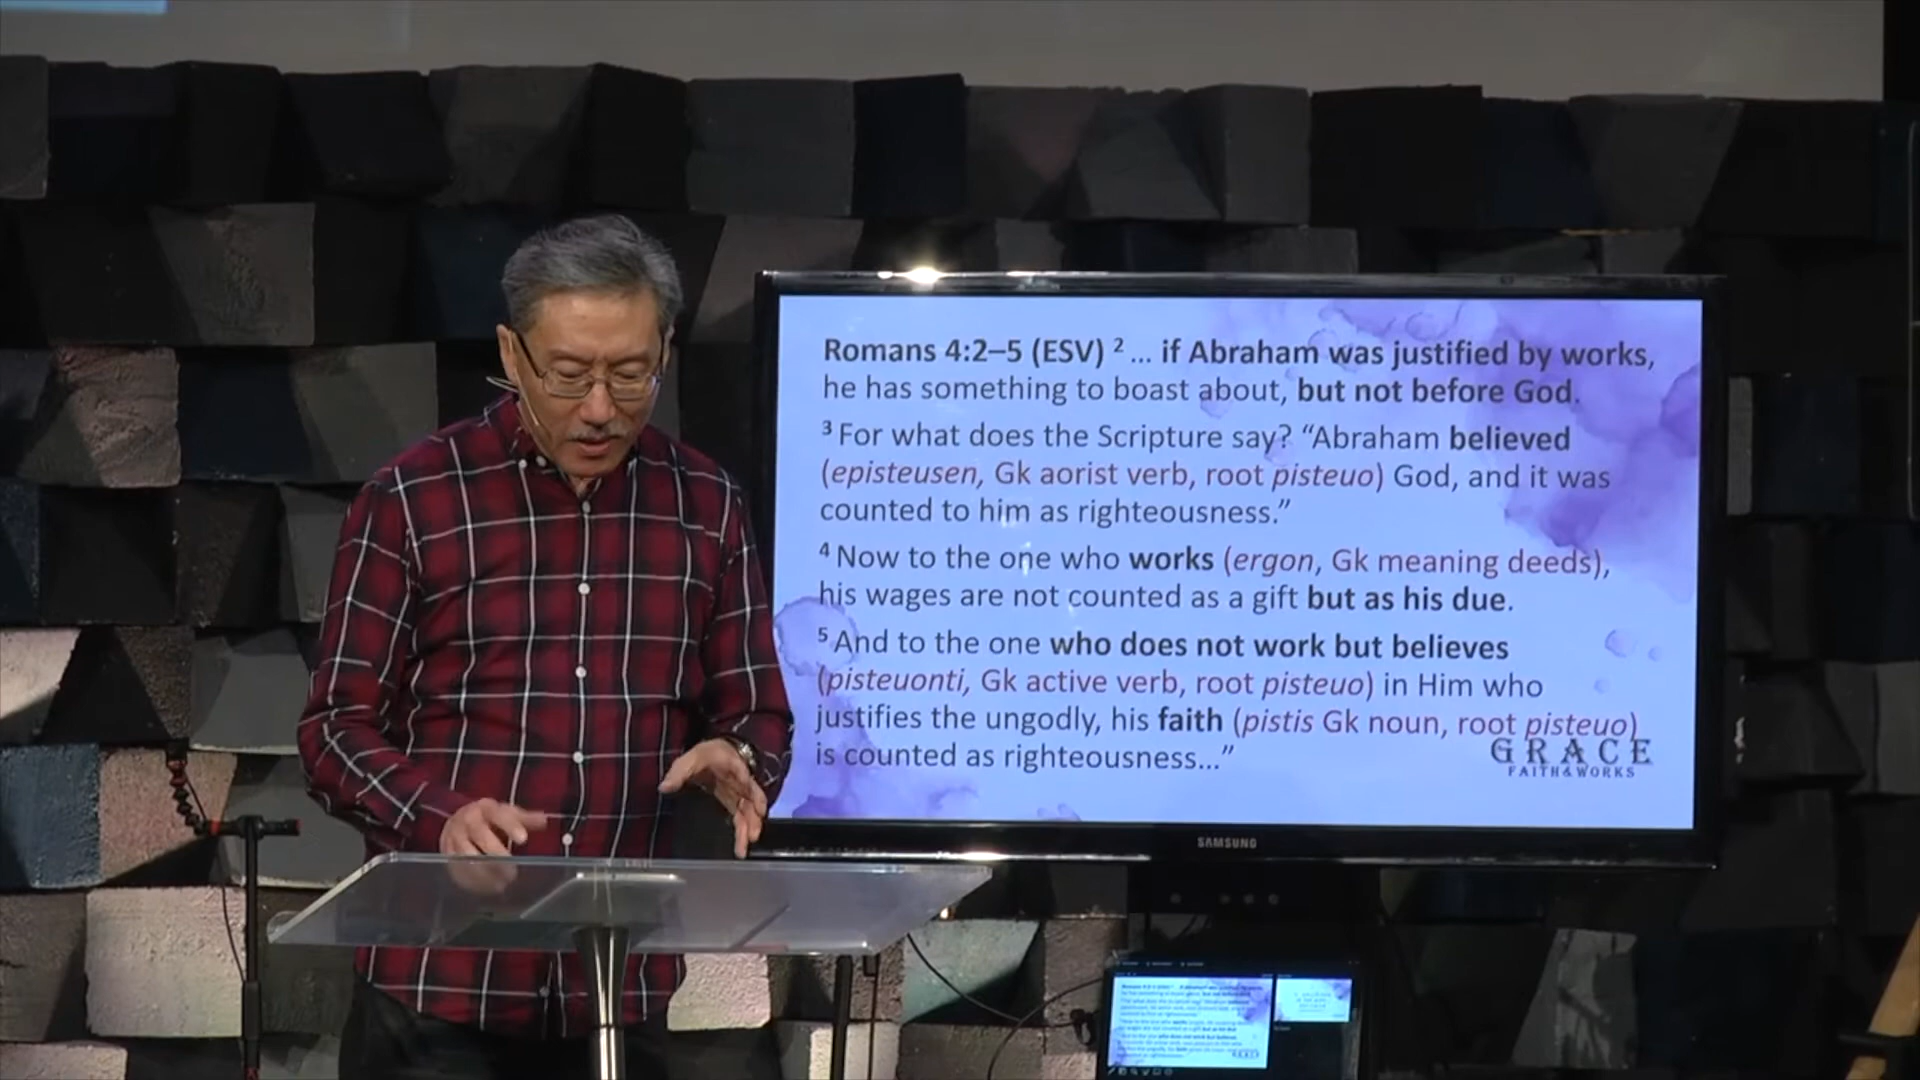 Romans 4:2–5 (ESV) ² ... if Abraham was justified by works,
he has something to boast about, but not before God.
³ For what does the Scripture say? “Abraham believed
(episteusen, Gk aorist verb, root pisteuo) God, and it was
counted to him as righteousness.”
⁴ Now to the one who works (ergon, Gk meaning deeds),
his wages are not counted as a gift but as his due.
⁵ And to the one who does not work but believes
(pisteuonti, Gk active verb, root pisteuo) in Him who
justifies the ungodly, his faith (pistis Gk noun, root pisteuo)
is counted as righteousness...”
GRACE
FAITH & WORKS
SAMSUNG